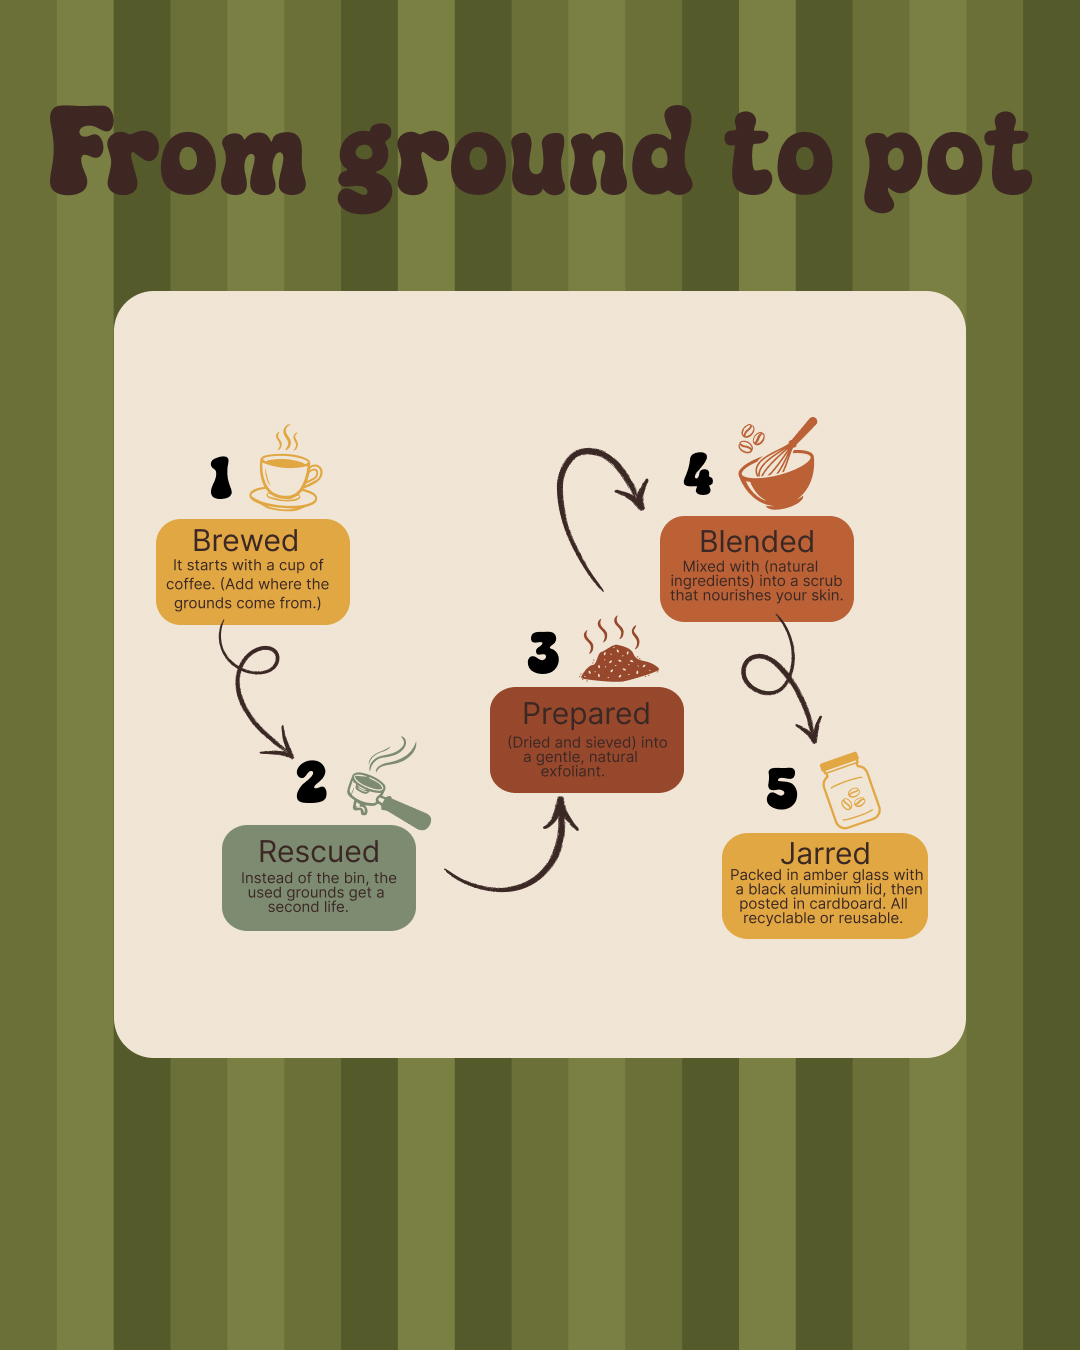 From ground to pot
1
Brewed
It starts with a cup of
coffee. (Add where the
grounds come from.)
2
Rescued
Instead of the bin, the
used grounds get a
second life.
3
Prepared
(Dried and sieved) into
a gentle, natural
exfoliant.
4
Blended
Mixed with (natural
ingredients) into a scrub
that nourishes your skin.
5
Jarred
Packed in amber glass with
a black aluminium lid, then
posted in cardboard. All
recyclable or reusable.